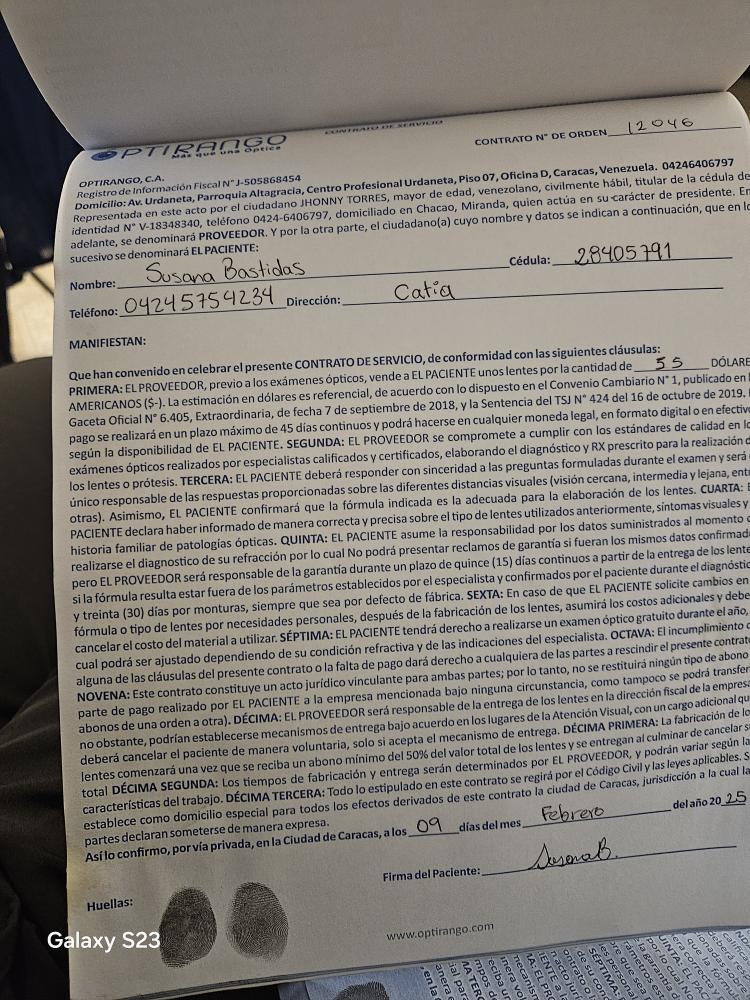 OPTIRANGO
Más que una Óptica
CONTRATO DE SERVICIO
CONTRATO N° DE ORDEN 12046
OPTIRANGO, C.A.
Registro de Información Fiscal N° J-505868454
Domicilio: Av. Urdaneta, Parroquia Altagracia, Centro Profesional Urdaneta, Piso 07, Oficina D, Caracas, Venezuela. 04246406797
Representada en este acto por el ciudadano JHONNY TORRES, mayor de edad, venezolano, civilmente hábil, titular de la cédula de
identidad N° V-18348340, teléfono 0424-6406797, domiciliado en Chacao, Miranda, quien actúa en su carácter de presidente. En
adelante, se denominará PROVEEDOR. Y por la otra parte, el ciudadano(a) cuyo nombre y datos se indican a continuación, que en lo
sucesivo se denominará EL PACIENTE:
Nombre: Susana Bastidas Cédula: 28405791
Teléfono: 04245754234 Dirección: Catia
MANIFIESTAN:
Que han convenido en celebrar el presente CONTRATO DE SERVICIO, de conformidad con las siguientes cláusulas:
PRIMERA: EL PROVEEDOR, previo a los exámenes ópticos, vende a EL PACIENTE unos lentes por la cantidad de 55 DÓLARE
AMERICANOS ($-). La estimación en dólares es referencial, de acuerdo con lo dispuesto en el Convenio Cambiario N° 1, publicado en
Gaceta Oficial N° 6.405, Extraordinaria, de fecha 7 de septiembre de 2018, y la Sentencia del TSJ N° 424 del 16 de octubre de 2019.
pago se realizará en un plazo máximo de 45 días continuos y podrá hacerse en cualquier moneda legal, en formato digital o en efectivo
según la disponibilidad de EL PACIENTE. SEGUNDA: EL PROVEEDOR se compromete a cumplir con los estándares de calidad en lo
exámenes ópticos realizados por especialistas calificados y certificados, elaborando el diagnóstico y RX prescrito para la realización d
los lentes o prótesis. TERCERA: EL PACIENTE deberá responder con sinceridad a las preguntas formuladas durante el examen y será
único responsable de las respuestas proporcionadas sobre las diferentes distancias visuales (visión cercana, intermedia y lejana, entr
otras). Asimismo, EL PACIENTE confirmará que la fórmula indicada es la adecuada para la elaboración de los lentes. CUARTA: E
PACIENTE declara haber informado de manera correcta y precisa sobre el tipo de lentes utilizados anteriormente, síntomas visuales y
historia familiar de patologías ópticas. QUINTA: EL PACIENTE asume la responsabilidad por los datos suministrados al momento d
realizarse el diagnostico de su refracción por lo cual No podrá presentar reclamos de garantía si fueran los mismos datos confirmad
pero EL PROVEEDOR será responsable de la garantía durante un plazo de quince (15) días continuos a partir de la entrega de los lente
si la fórmula resulta estar fuera de los parámetros establecidos por el especialista y confirmados por el paciente durante el diagnóstic
y treinta (30) días por monturas, siempre que sea por defecto de fábrica. SEXTA: En caso de que EL PACIENTE solicite cambios en
fórmula o tipo de lentes por necesidades personales, después de la fabricación de los lentes, asumirá los costos adicionales y debe
cancelar el costo del material a utilizar. SÉPTIMA: EL PACIENTE tendrá derecho a realizarse un examen óptico gratuito durante el año,
cual podrá ser ajustado dependiendo de su condición refractiva y de las indicaciones del especialista. OCTAVA: El incumplimiento d
alguna de las cláusulas del presente contrato o la falta de pago dará derecho a cualquiera de las partes a rescindir el presente contrato
NOVENA: Este contrato constituye un acto jurídico vinculante para ambas partes; por lo tanto, no se restituirá ningún tipo de abono
parte de pago realizado por EL PACIENTE a la empresa mencionada bajo ninguna circunstancia, como tampoco se podrá transfer
abonos de una orden a otra). DÉCIMA: EL PROVEEDOR será responsable de la entrega de los lentes en la dirección fiscal de la empresa
no obstante, podrían establecerse mecanismos de entrega bajo acuerdo en los lugares de la Atención Visual, con un cargo adicional qu
deberá cancelar el paciente de manera voluntaria, solo si acepta el mecanismo de entrega. DÉCIMA PRIMERA: La fabricación de lo
lentes comenzará una vez que se reciba un abono mínimo del 50% del valor total de los lentes y se entregan al culminar de cancelar s
total DÉCIMA SEGUNDA: Los tiempos de fabricación y entrega serán determinados por EL PROVEEDOR, y podrán variar según la
características del trabajo. DÉCIMA TERCERA: Todo lo estipulado en este contrato se regirá por el Código Civil y las leyes aplicables. S
establece como domicilio especial para todos los efectos derivados de este contrato la ciudad de Caracas, jurisdicción a la cual la
partes declaran someterse de manera expresa.
Así lo confirmo, por vía privada, en la Ciudad de Caracas, a los 09 días del mes Febrero del año 2025
Firma del Paciente: Susana B.
Huellas:
www.optirango.com
Galaxy S23